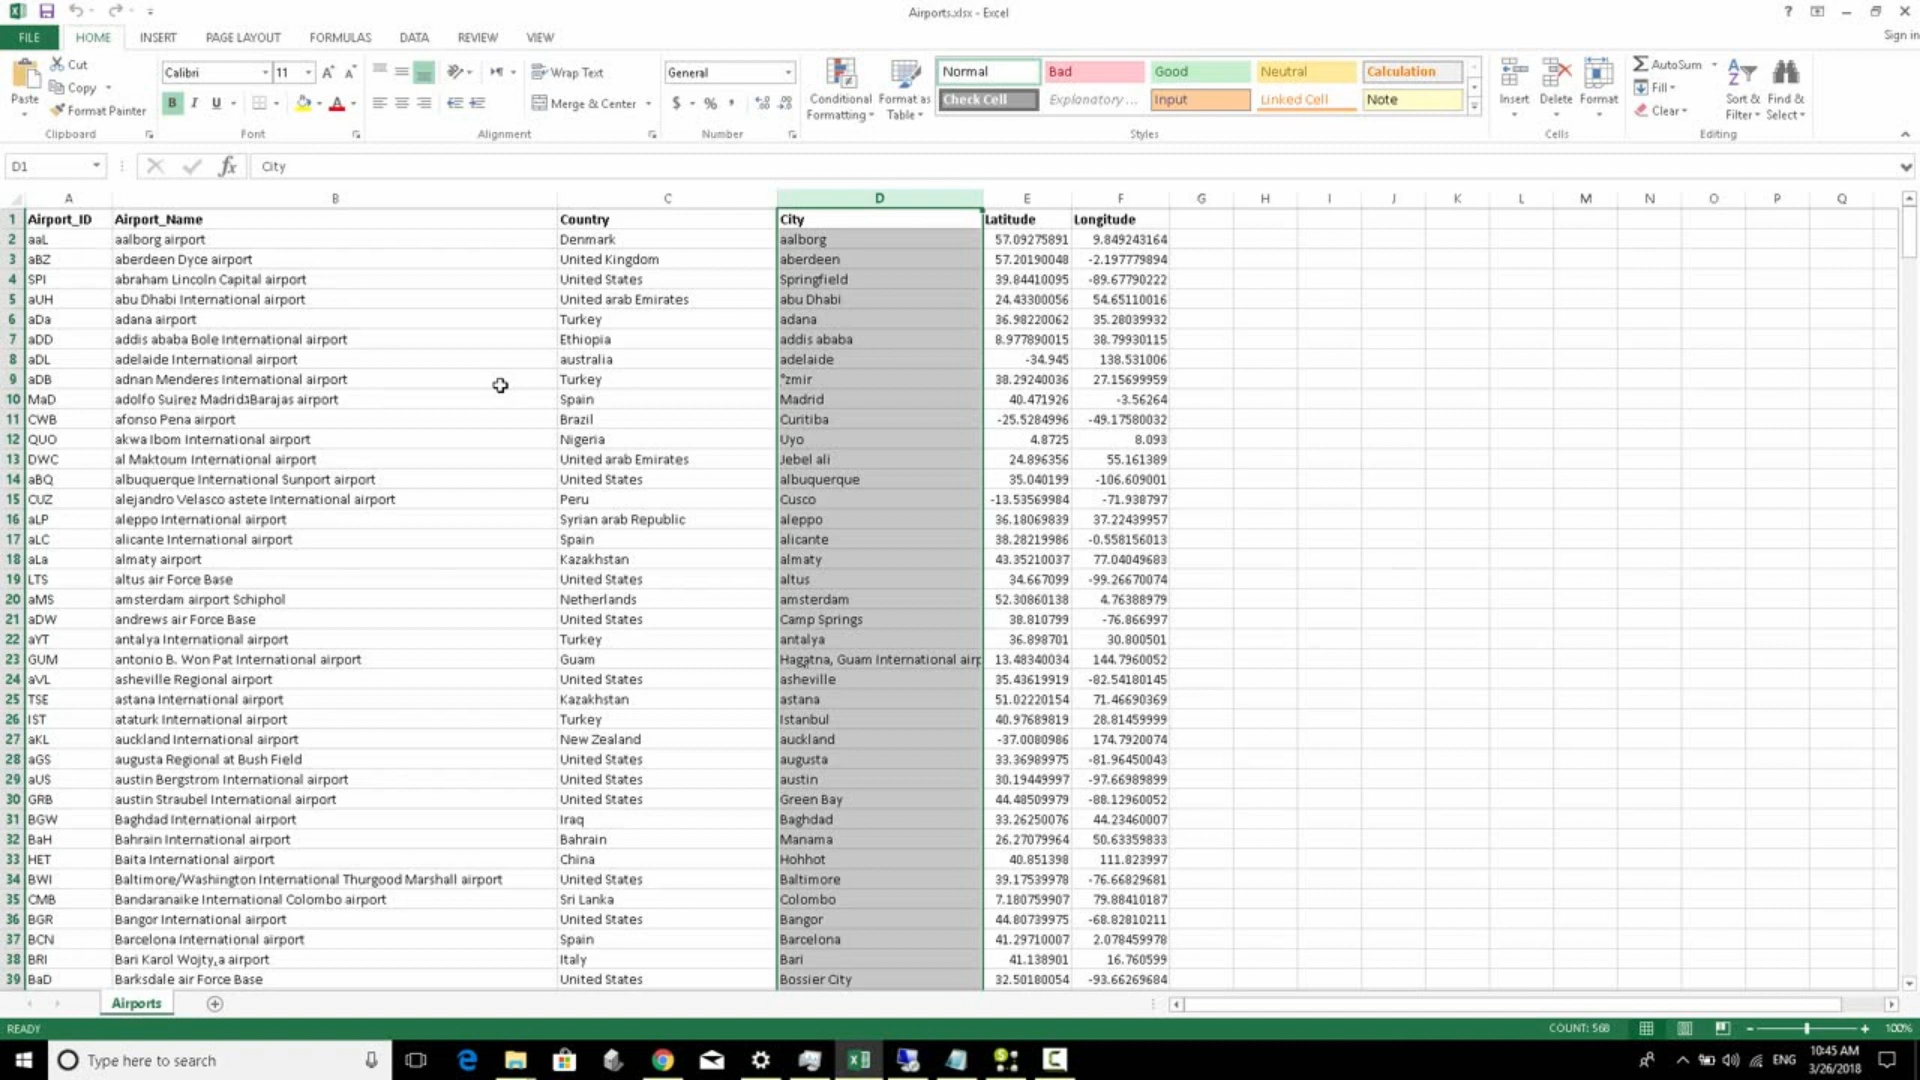 Airports.xlsx - Excel
Sign in
FILE HOME INSERT PAGE LAYOUT FORMULAS DATA REVIEW VIEW
Paste Cut Copy Format Painter Clipboard
Calibri 11 B I U A Font
Wrap Text Merge & Center Alignment
General $ % , Number
Conditional Formatting Format as Table
Normal Bad Good Neutral Calculation
Check Cell Explanatory ... Input Linked Cell Note
Styles
Insert Delete Format Cells
AutoSum Fill Clear Sort & Filter Find & Select Editing
D1 fx City
A B C D E F G H I J K L M N O P Q
1 Airport_ID Airport_Name Country City Latitude Longitude
2 aaL aalborg airport Denmark aalborg 57.09275891 9.849243164
3 aBZ aberdeen Dyce airport United Kingdom aberdeen 57.20190048 -2.197779894
4 SPI abraham Lincoln Capital airport United States Springfield 39.84410095 -89.67790222
5 aUH abu Dhabi International airport United arab Emirates abu Dhabi 24.43300056 54.65110016
6 aDa adana airport Turkey adana 36.98220062 35.28039932
7 aDD addis ababa Bole International airport Ethiopia addis ababa 8.977890015 38.79930115
8 aDL adelaide International airport australia adelaide -34.945 138.531006
9 aDB adnan Menderes International airport Turkey °zmir 38.29240036 27.15699959
10 MaD adolfo airport Spain Madrid 40.471926 -3.56264
11 CWB afonso Pena airport Brazil Curitiba -25.5284996 -49.17580032
12 QUO akwa Ibom International airport Nigeria Uyo 4.8725 8.093
13 DWC al Maktoum International airport United arab Emirates Jebel ali 24.896356 55.161389
14 aBQ albuquerque International Sunport airport United States albuquerque 35.040199 -106.609001
15 CUZ alejandro Velasco astete International airport Peru Cusco -13.53569984 -71.938797
16 aLP aleppo International airport Syrian arab Republic aleppo 36.18069839 37.22439957
17 aLC alicante International airport Spain alicante 38.28219986 -0.558156013
18 aLa almaty airport Kazakhstan almaty 43.35210037 77.04049683
19 LTS altus air Force Base United States altus 34.667099 -99.26670074
20 aMS amsterdam airport Schiphol Netherlands amsterdam 52.30860138 4.76388979
21 aDW andrews air Force Base United States Camp Springs 38.810799 -76.866997
22 aYT antalya International airport Turkey antalya 36.898701 30.800501
23 GUM antonio B. Won Pat International airport Guam Hagåtna, Guam International airp 13.48340034 144.7960052
24 aVL asheville Regional airport United States asheville 35.43619919 -82.54180145
25 TSE astana International airport Kazakhstan astana 51.02220154 71.46690369
26 IST ataturk International airport Turkey Istanbul 40.97689819 28.81459999
27 aKL auckland International airport New Zealand auckland -37.0080986 174.7920074
28 aGS augusta Regional at Bush Field United States augusta 33.36989975 -81.96450043
29 aUS austin Bergstrom International airport United States austin 30.19449997 -97.66989899
30 GRB austin Straubel International airport United States Green Bay 44.48509979 -88.12960052
31 BGW Baghdad International airport Iraq Baghdad 33.26250076 44.23460007
32 BaH Bahrain International airport Bahrain Manama 26.27079964 50.63359833
33 HET Baita International airport China Hohhot 40.851398 111.823997
34 BWI Baltimore/Washington International Thurgood Marshall airport United States Baltimore 39.17539978 -76.66829681
35 CMB Bandaranaike International Colombo airport Sri Lanka Colombo 7.180759907 79.88410187
36 BGR Bangor International airport United States Bangor 44.80739975 -68.82810211
37 BCN Barcelona International airport Spain Barcelona 41.29710007 2.078459978
38 BRI Bari Karol Wojty,a airport Italy Bari 41.138901 16.760599
39 BaD Barksdale air Force Base United States Bossier City 32.50180054 -93.66269684
Airports
READY COUNT: 568 100%
Type here to search ENG 10:45 AM
3/26/2018